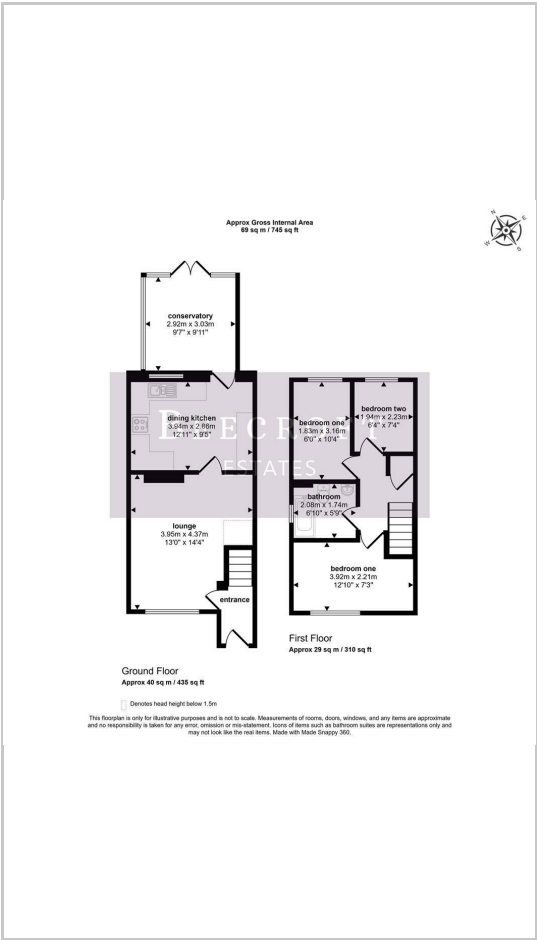 Approx Gross Internal Area
69 sq m / 745 sq ft
N
E
W
S
conservatory
2.92m x 3.03m
9'7" x 9'11"
dining kitchen
3.94m x 2.86m
12'11" x 9'5"
bedroom one
1.83m x 3.16m
6'0" x 10'4"
bedroom two
1.94m x 2.23m
6'4" x 7'4"
ESTATES
lounge
3.95m x 4.37m
13'0" x 14'4"
bathroom
2.08m x 1.74m
6'10" x 5'9"
entrance
bedroom one
3.92m x 2.21m
12'10" x 7'3"
First Floor
Approx 29 sq m / 310 sq ft
Ground Floor
Approx 40 sq m / 435 sq ft
Denotes head height below 1.5m
This floorplan is only for illustrative purposes and is not to scale. Measurements of rooms, doors, windows, and any items are approximate
and no responsibility is taken for any error, omission or mis-statement. Icons of items such as bathroom suites are representations only and
may not look like the real items. Made with Made Snappy 360.